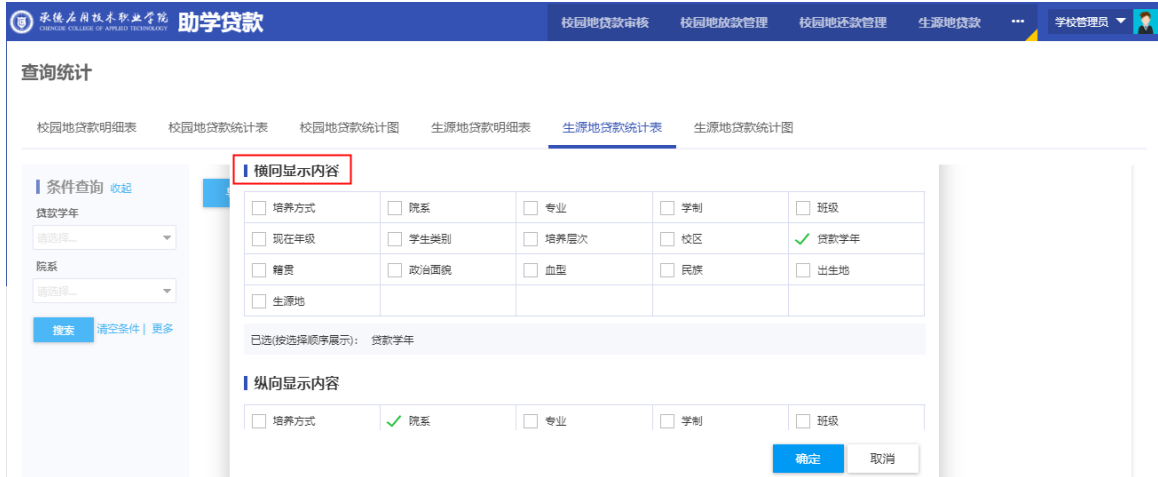 承德应用技术职业学院 助学贷款 校园地贷款审核 校园地放款管理 校园地还款管理 生源地贷款 ··· 学校管理员
CHENGDE COLLEGE OF APPLIED TECHNOLOGY
查询统计
校园地贷款明细表 校园地贷款统计表 校园地贷款统计图 生源地贷款明细表 生源地贷款统计表 生源地贷款统计图
条件查询 收起
贷款学年
请选择...
院系
请选择...
搜索 清空条件 | 更多
横向显示内容
培养方式 院系 专业 学制 班级
现在年级 学生类别 培养层次 校区 贷款学年
籍贯 政治面貌 血型 民族 出生地
生源地
已选(按选择顺序展示): 贷款学年
纵向显示内容
培养方式 院系 专业 学制 班级
确定 取消